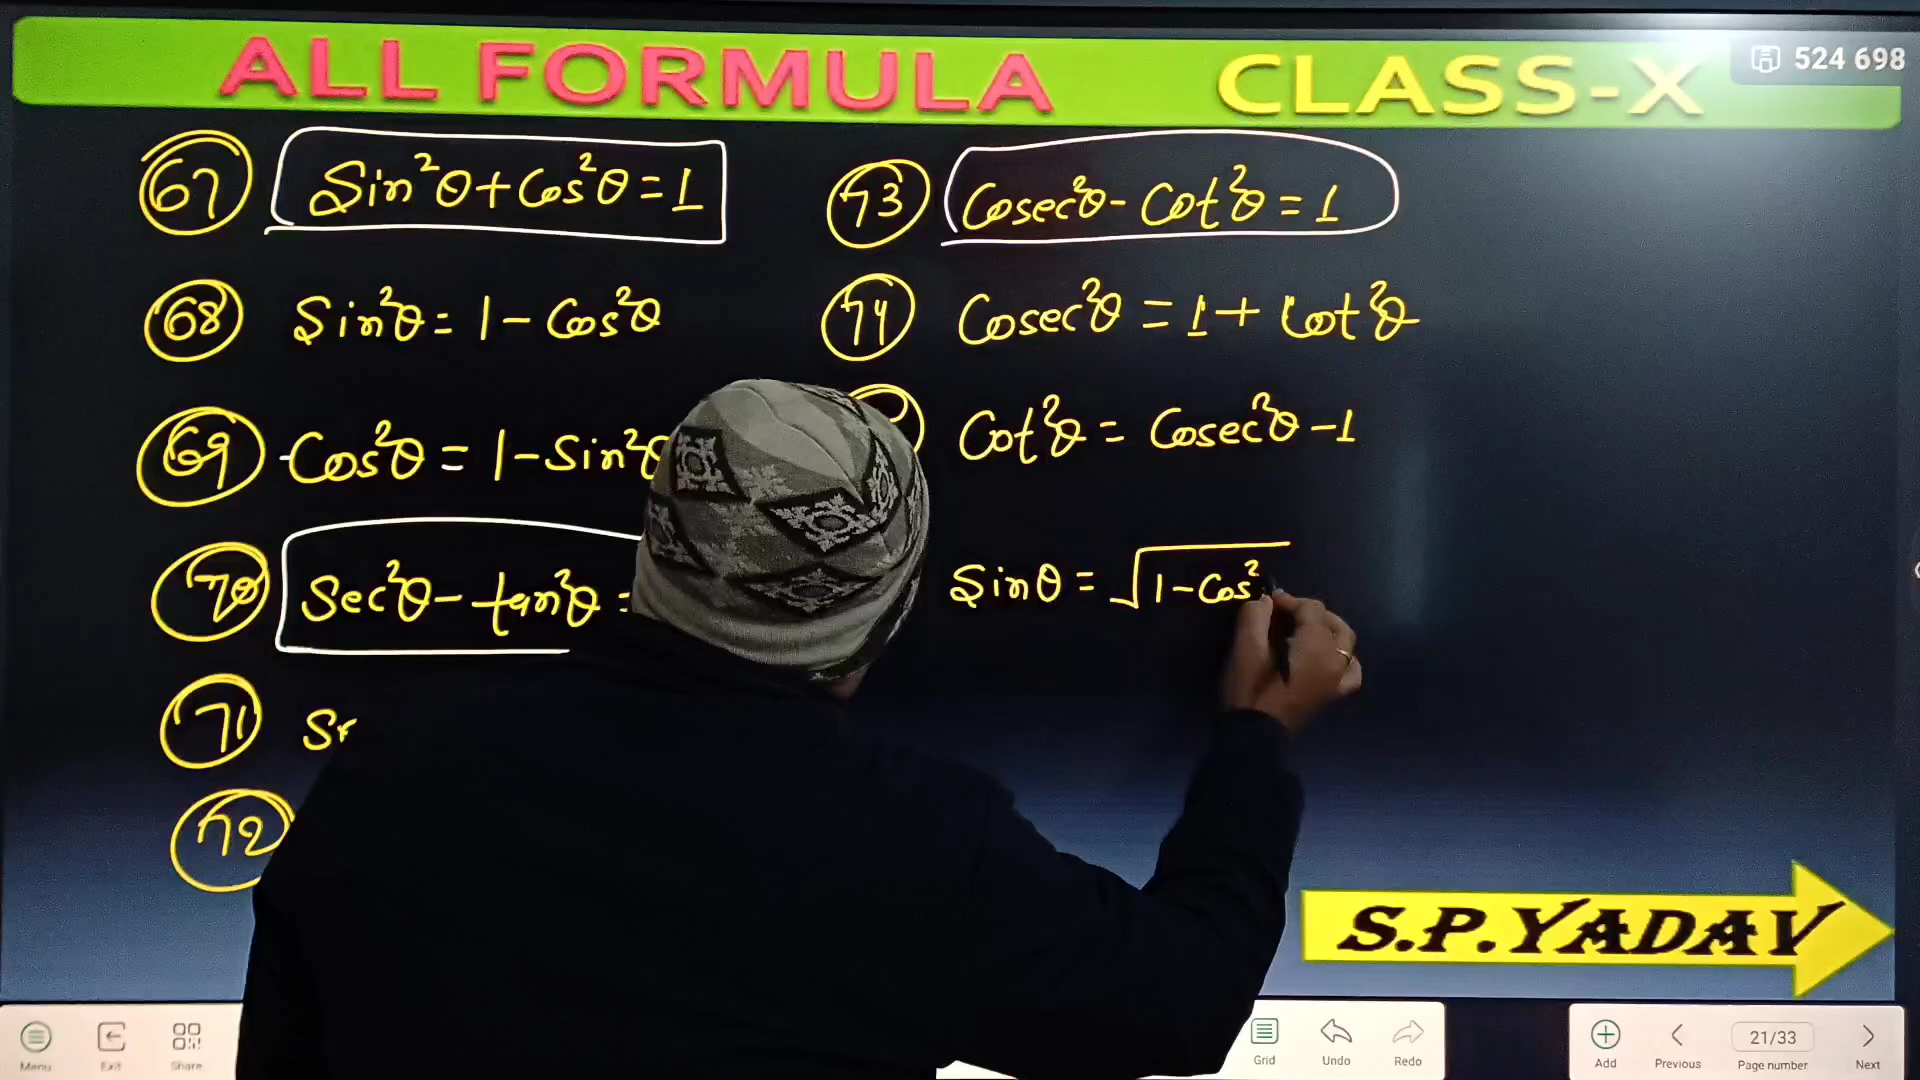 ALL FORMULA CLASS-X
524 698
67 Sin²θ + Cos²θ = 1
68 Sin²θ = 1 - Cos²θ
69 Cos²θ = 1 - Sin²θ
70 Sec²θ - tan²θ =
71
72
73 Cosec²θ - Cot²θ = 1
74 Cosec²θ = 1 + Cot²θ
Cot²θ = Cosec²θ - 1
Sinθ = √1 - Cos²
S.P.YADAV
Menu Exit Share Grid Undo Redo Add Previous 21/33 Page number Next